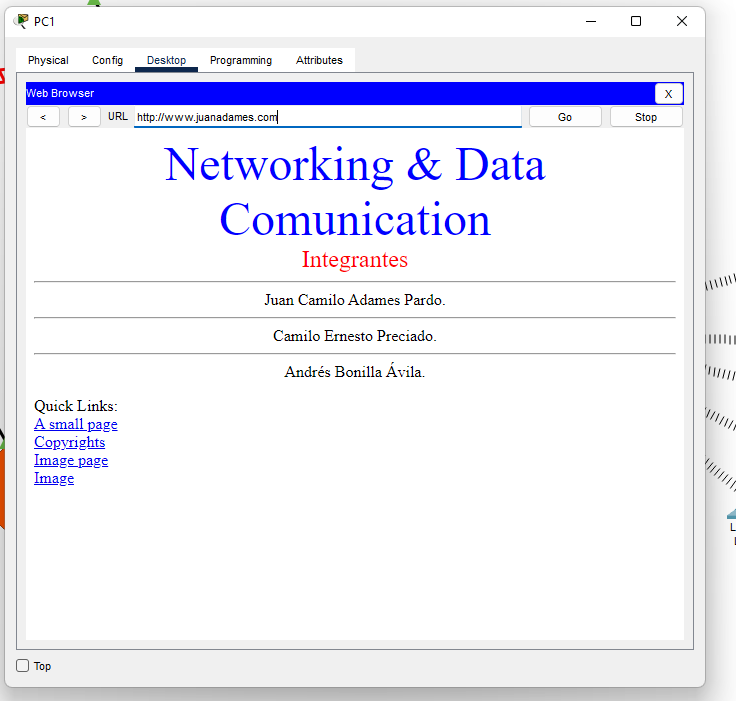 PC1
Physical Config Desktop Programming Attributes
Web Browser X
< > URL http://www.juanadames.com Go Stop
Networking & Data
Comunication
Integrantes
Juan Camilo Adames Pardo.
Camilo Ernesto Preciado.
Andrés Bonilla Ávila.
Quick Links:
A small page
Copyrights
Image page
Image
Top